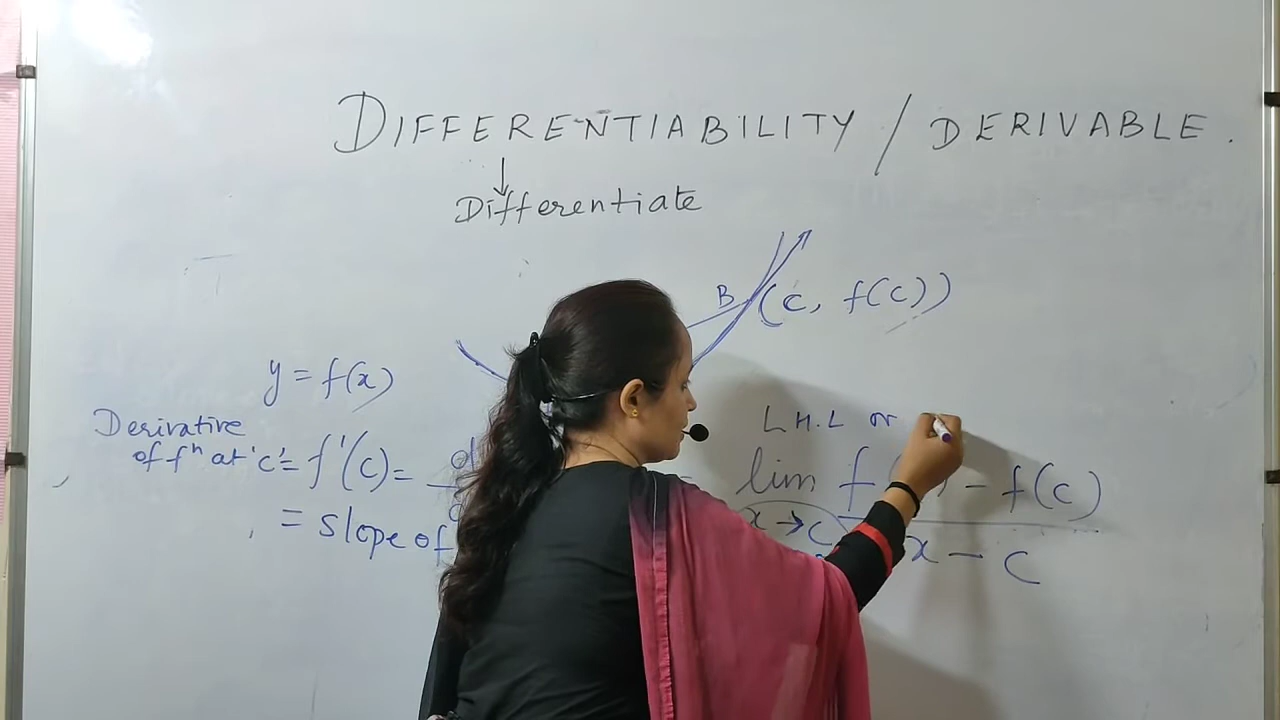 DIFFERENTIABILITY / DERIVABLE.
↓
Differentiate
B (c, f(c))
y = f(x)
L.H.L or
Derivative
of fⁿ at 'c' = f'(c) = d = lim f( ) - f(c)
x → c x - c
= slope of